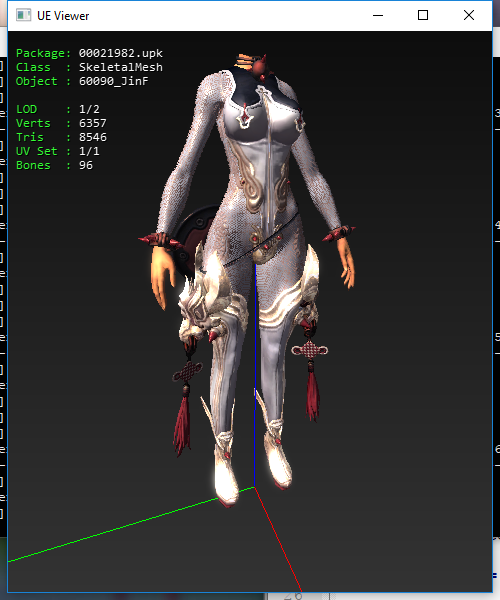 UE Viewer
Package: 00021982.upk
Class : SkeletalMesh
Object : 60090_JinF
LOD : 1/2
Verts : 6357
Tris : 8546
UV Set : 1/1
Bones : 96